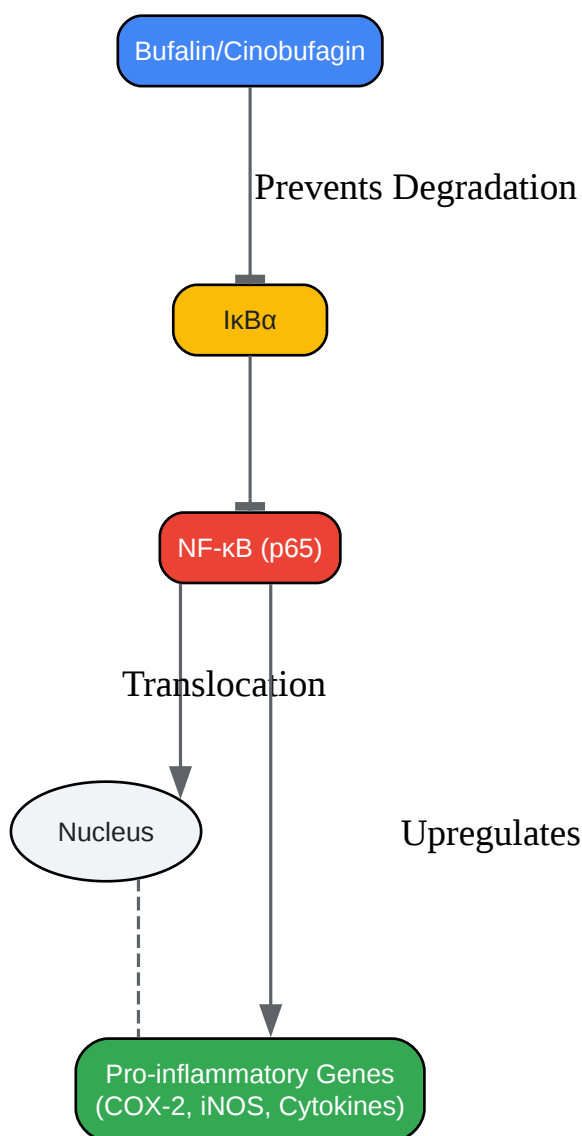 Bufalin/Cinobufagin
Prevents Degradation
IκBα
NF-κB (p65)
Translocation
Nucleus
Upregulates
Pro-inflammatory Genes
(COX-2, iNOS, Cytokines)